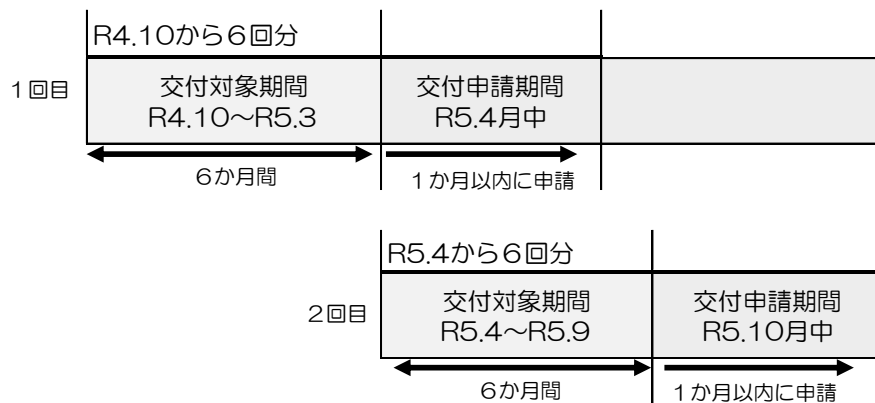 R4.10から6回分
1回目
交付対象期間
R4.10～R5.3
交付申請期間
R5.4月中
6か月間
1か月以内に申請
R5.4から6回分
2回目
交付対象期間
R5.4～R5.9
交付申請期間
R5.10月中
6か月間
1か月以内に申請